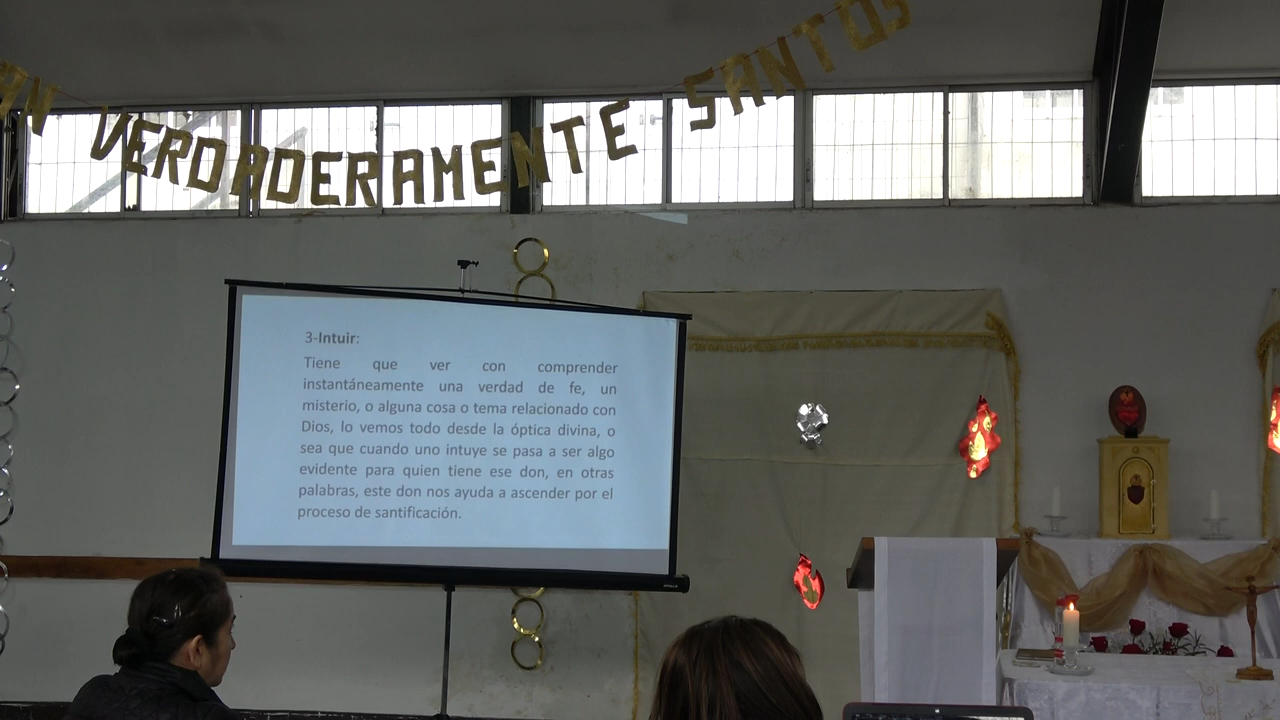 AN VERDADERAMENTE SANTOS
3-Intuir:
Tiene que ver con comprender
instantáneamente una verdad de fe, un
misterio, o alguna cosa o tema relacionado con
Dios, lo vemos todo desde la óptica divina, o
sea que cuando uno intuye se pasa a ser algo
evidente para quien tiene ese don, en otras
palabras, este don nos ayuda a ascender por el
proceso de santificación.